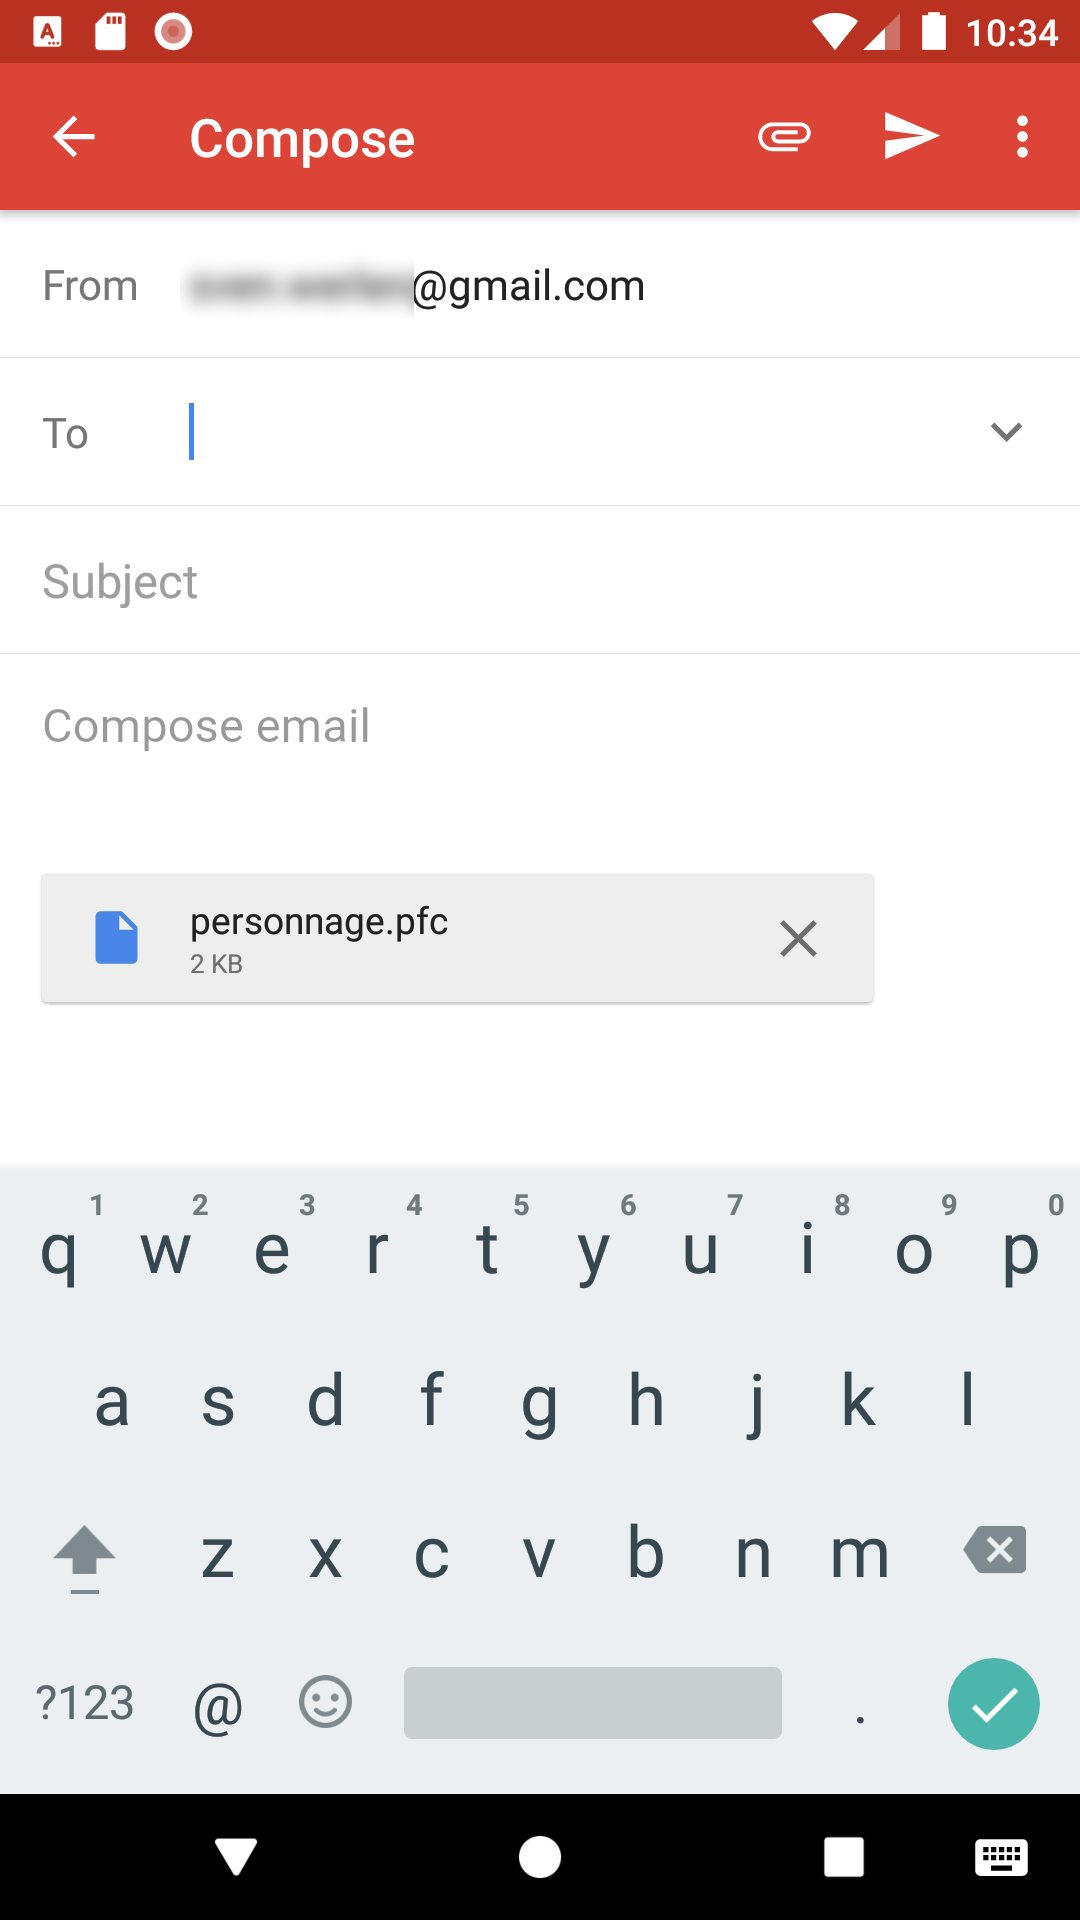 10:34
Compose
From @gmail.com
To
Subject
Compose email
personnage.pfc
2 KB
1 2 3 4 5 6 7 8 9 0
q w e r t y u i o p
a s d f g h j k l
z x c v b n m
?123 @ .